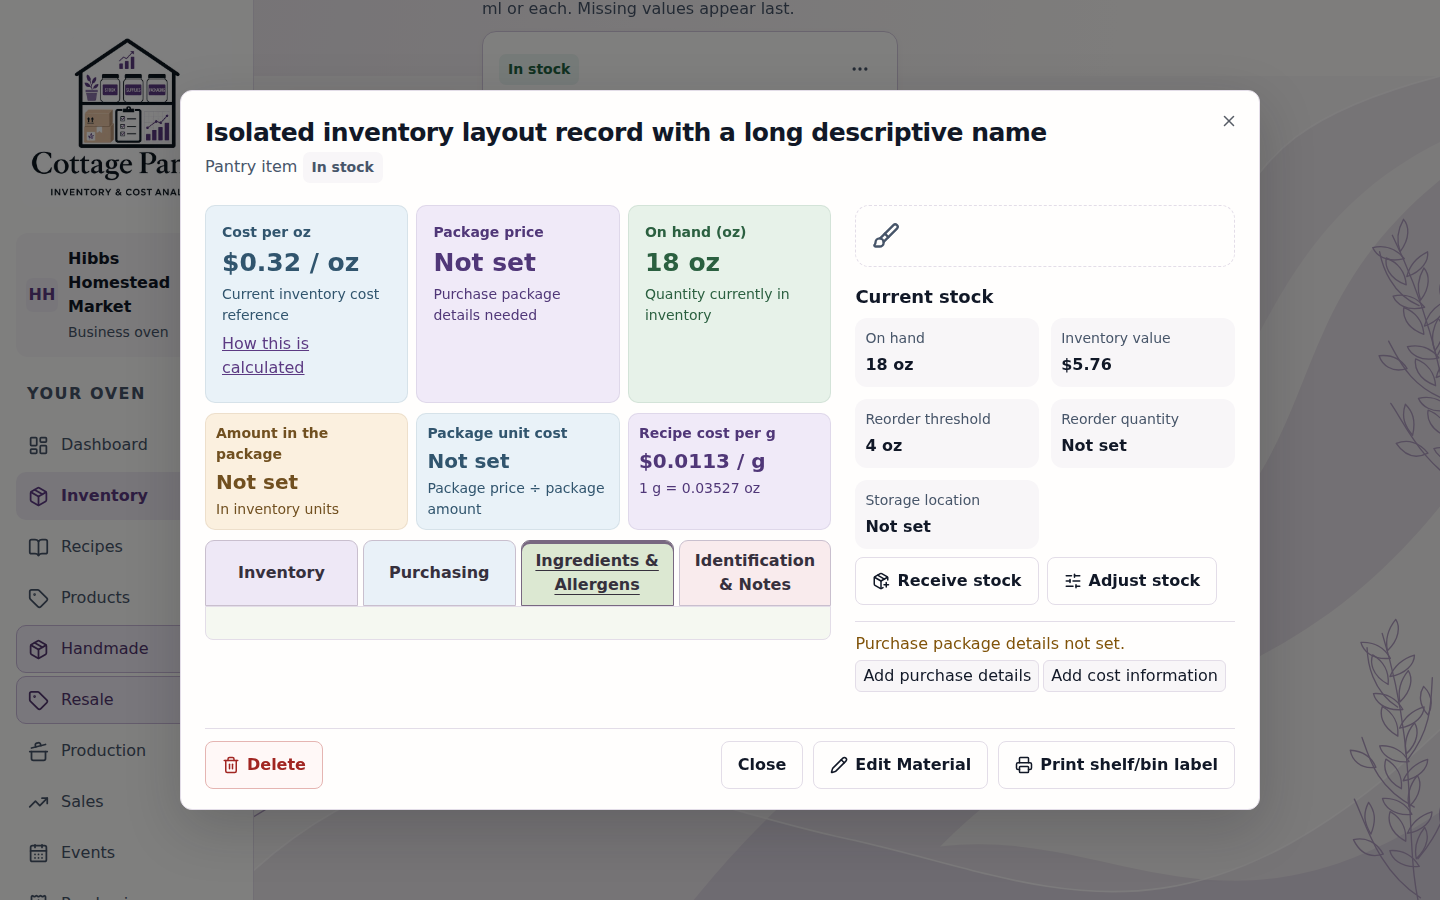 ml or each. Missing values appear last.
In stock
Cottage Pan
INVENTORY & COST ANAL
HH
Hibbs
Homestead
Market
Business oven
YOUR OVEN
Dashboard
Inventory
Recipes
Products
Handmade
Resale
Production
Sales
Events
Isolated inventory layout record with a long descriptive name
Pantry item In stock
Cost per oz
$0.32 / oz
Current inventory cost
reference
How this is
calculated
Package price
Not set
Purchase package
details needed
On hand (oz)
18 oz
Quantity currently in
inventory
Amount in the
package
Not set
In inventory units
Package unit cost
Not set
Package price ÷ package
amount
Recipe cost per g
$0.0113 / g
1 g = 0.03527 oz
Inventory
Purchasing
Ingredients &
Allergens
Identification
& Notes
Current stock
On hand
18 oz
Inventory value
$5.76
Reorder threshold
4 oz
Reorder quantity
Not set
Storage location
Not set
Receive stock
Adjust stock
Purchase package details not set.
Add purchase details
Add cost information
Delete
Close
Edit Material
Print shelf/bin label